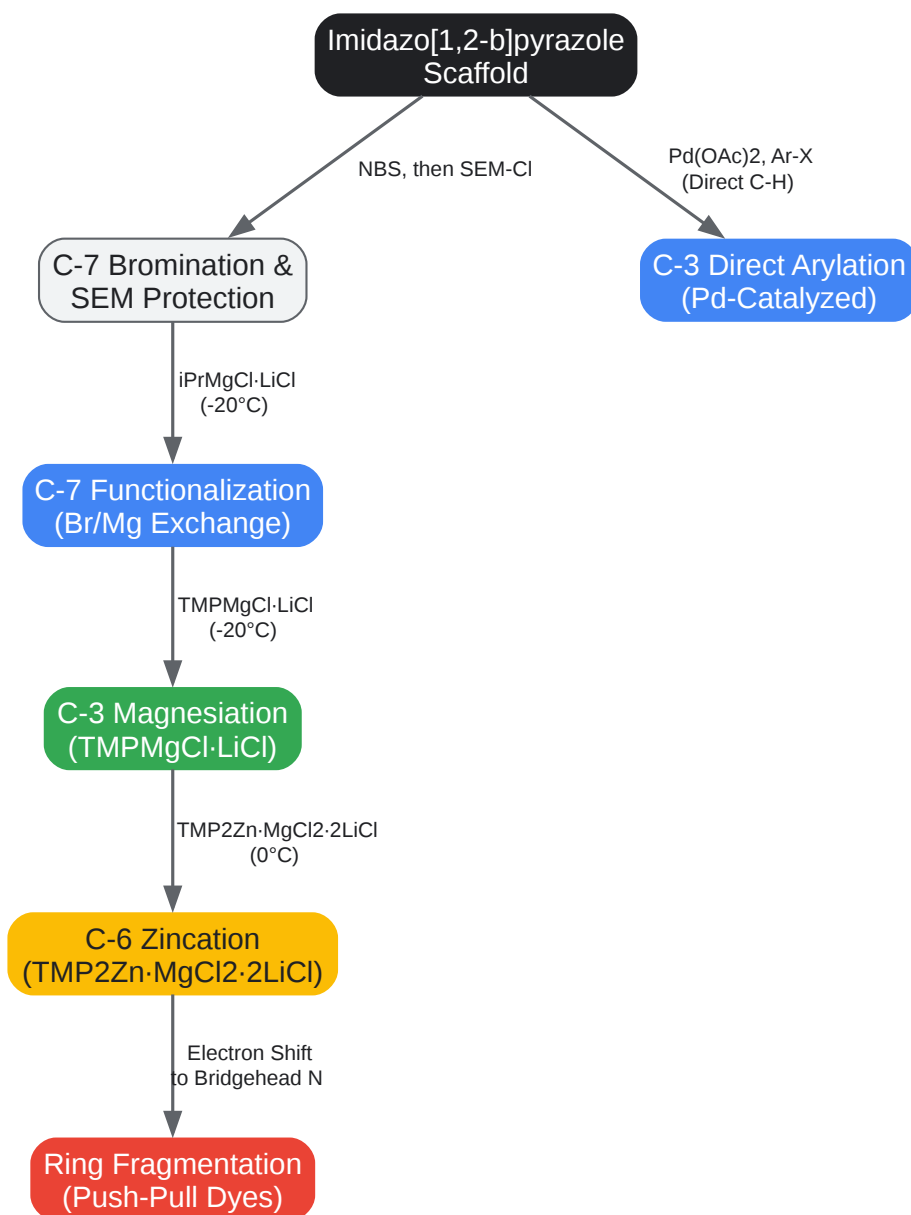 Imidazo[1,2-b]pyrazole
Scaffold
NBS, then SEM-Cl
Pd(OAc)2, Ar-X
(Direct C-H)
C-7 Bromination &
SEM Protection
C-3 Direct Arylation
(Pd-Catalyzed)
iPrMgCl·LiCl
(-20°C)
C-7 Functionalization
(Br/Mg Exchange)
TMPMgCl·LiCl
(-20°C)
C-3 Magnesiation
(TMPMgCl·LiCl)
TMP2Zn·MgCl2·2LiCl
(0°C)
C-6 Zincation
(TMP2Zn·MgCl2·2LiCl)
Electron Shift
to Bridgehead N
Ring Fragmentation
(Push-Pull Dyes)